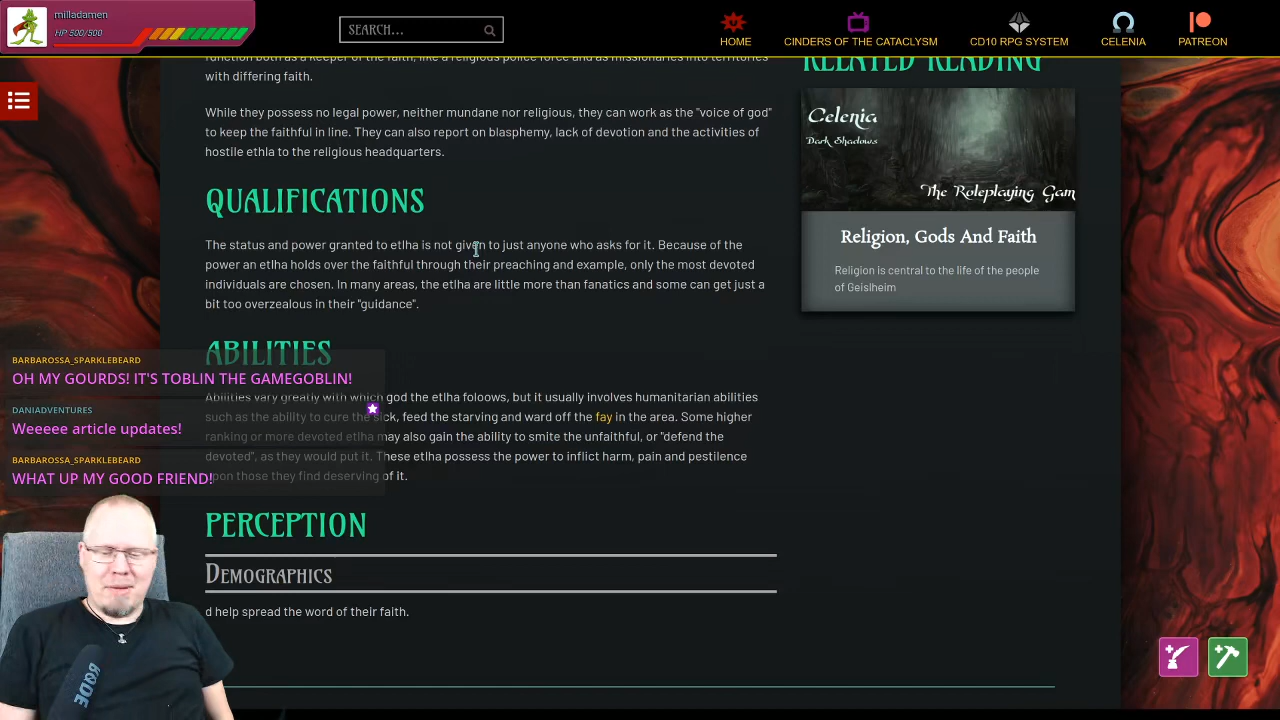 milladamen
HP 500/500
SEARCH...
HOME
CINDERS OF THE CATACLYSM
CD10 RPG SYSTEM
CELENIA
PATREON
function both as a keeper of the faith, like a religious police force and as missionaries into territories
with differing faith.
While they possess no legal power, neither mundane nor religious, they can work as the "voice of god"
to keep the faithful in line. They can also report on blasphemy, lack of devotion and the activities of
hostile ethla to the religious headquarters.
QUALIFICATIONS
The status and power granted to etlha is not given to just anyone who asks for it. Because of the
power an etlha holds over the faithful through their preaching and example, only the most devoted
individuals are chosen. In many areas, the etlha are little more than fanatics and some can get just a
bit too overzealous in their "guidance".
ABILITIES
Abilities vary greatly with which god the etlha foloows, but it usually involves humanitarian abilities
such as the ability to cure the sick, feed the starving and ward off the fay in the area. Some higher
ranking or more devoted etlha may also gain the ability to smite the unfaithful, or "defend the
devoted", as they would put it. These etlha possess the power to inflict harm, pain and pestilence
upon those they find deserving of it.
PERCEPTION
DEMOGRAPHICS
d help spread the word of their faith.
RELATED READING
Celenia
Dark Shadows
The Roleplaying Gam
Religion, Gods And Faith
Religion is central to the life of the people
of Geislheim
BARBAROSSA_SPARKLEBEARD
OH MY GOURDS! IT'S TOBLIN THE GAMEGOBLIN!
DANIADVENTURES
Weeeee article updates!
BARBAROSSA_SPARKLEBEARD
WHAT UP MY GOOD FRIEND!